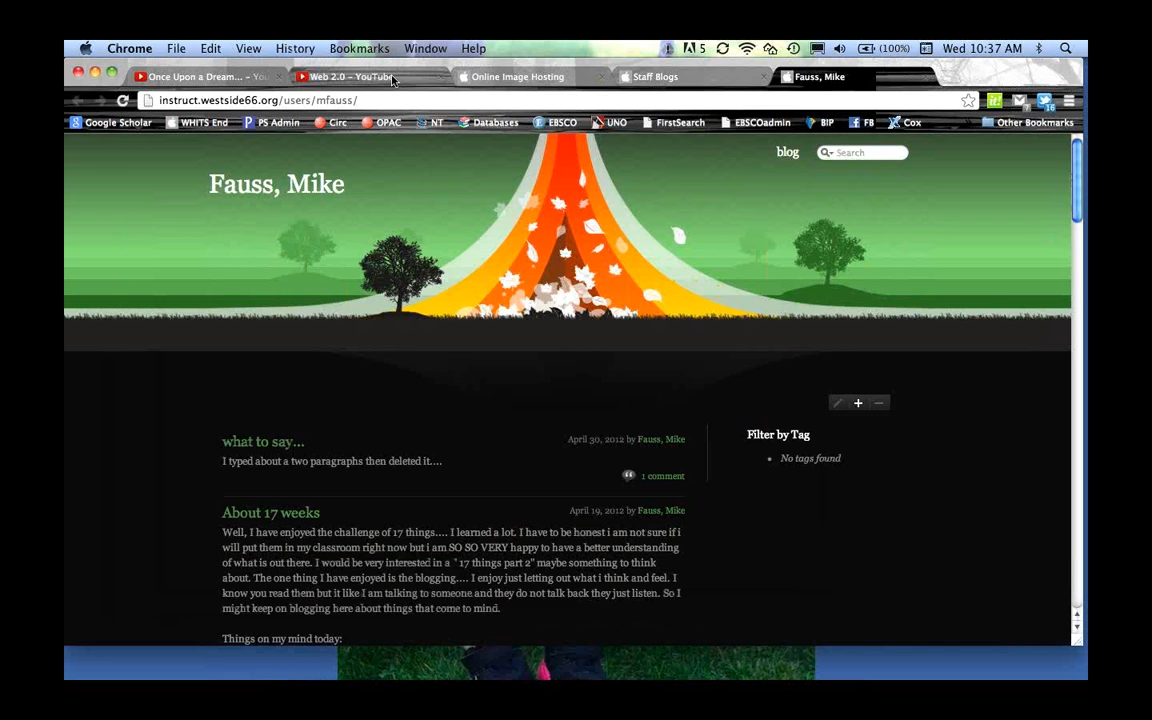 Chrome File Edit View History Bookmarks Window Help 5 (100%) Wed 10:37 AM
Once Upon a Dream... - You Web 2.0 - YouTube Online Image Hosting Staff Blogs Fauss, Mike
instruct.westside66.org/users/mfauss/
Google Scholar WHITS End PS Admin Circ OPAC NT Databases EBSCO UNO FirstSearch EBSCOadmin BIP FB Cox Other Bookmarks
blog Search
Fauss, Mike
what to say... April 30, 2012 by Fauss, Mike
I typed about a two paragraphs then deleted it....
1 comment
Filter by Tag
No tags found
About 17 weeks April 19, 2012 by Fauss, Mike
Well, I have enjoyed the challenge of 17 things.... I learned a lot. I have to be honest i am not sure if i
will put them in my classroom right now but i am SO SO VERY happy to have a better understanding
of what is out there. I would be very interested in a "17 things part 2" maybe something to think
about. The one thing I have enjoyed is the blogging.... I enjoy just letting out what i think and feel. I
know you read them but it like I am talking to someone and they do not talk back they just listen. So I
might keep on blogging here about things that come to mind.
Things on my mind today: